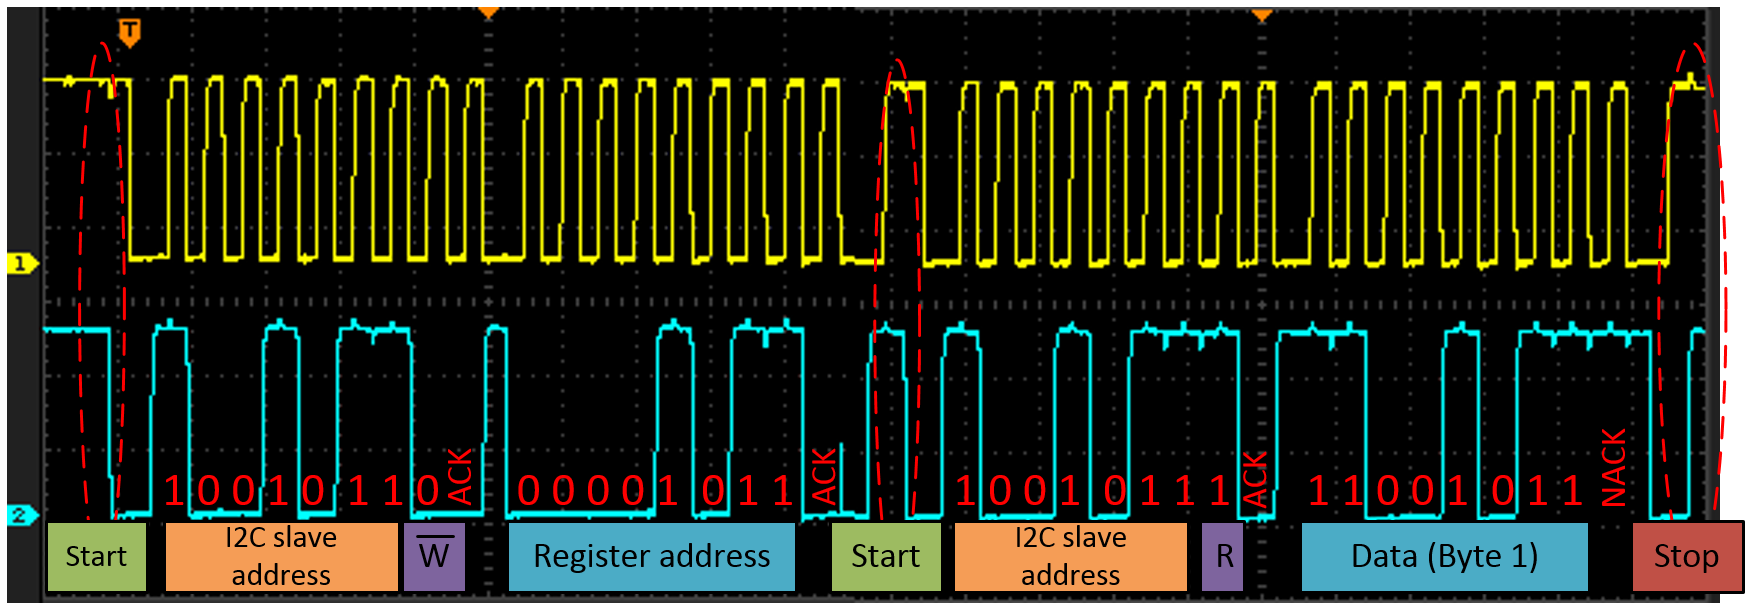 T
1
1 0 0 1 0 1 1 0 ACK 0 0 0 0 1 0 1 1 ACK 1 0 0 1 0 1 1 1 ACK 1 1 0 0 1 0 1 1 NACK
2
Start
I2C slave
address
W
Register address
Start
I2C slave
address
R
Data (Byte 1)
Stop